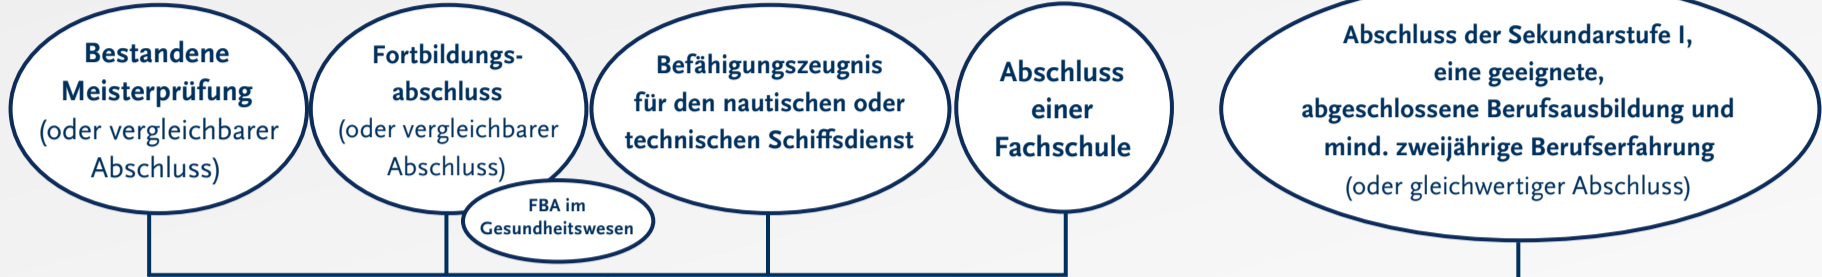 Bestandene
Meisterprüfung
(oder vergleichbarer
Abschluss)
Fortbildungs-
abschluss
(oder vergleichbarer
Abschluss)
FBA im
Gesundheitswesen
Befähigungszeugnis
für den nautischen oder
technischen Schiffsdienst
Abschluss
einer
Fachschule
Abschluss der Sekundarstufe I,
eine geeignete,
abgeschlossene Berufsausbildung und
mind. zweijährige Berufserfahrung
(oder gleichwertiger Abschluss)